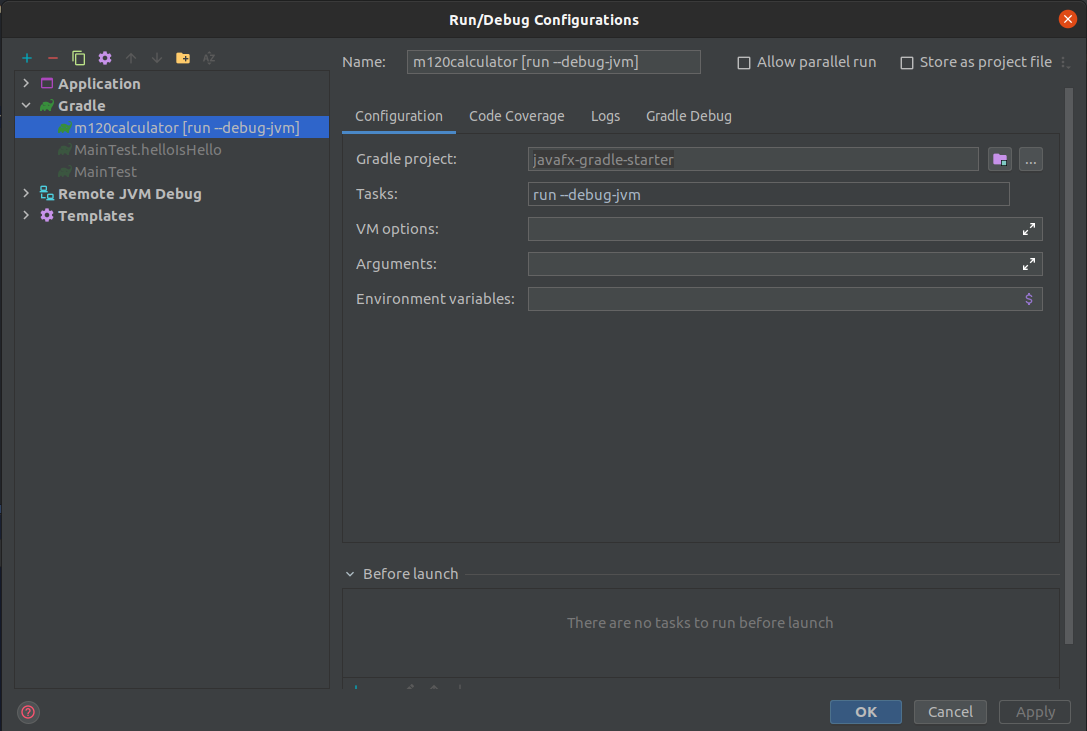 Run/Debug Configurations
Name: m120calculator [run --debug-jvm] Allow parallel run Store as project file
Application
Gradle
m120calculator [run --debug-jvm]
MainTest.helloIsHello
MainTest
Remote JVM Debug
Templates
Configuration Code Coverage Logs Gradle Debug
Gradle project: javafx-gradle-starter ...
Tasks: run --debug-jvm
VM options:
Arguments:
Environment variables: $
Before launch
There are no tasks to run before launch
? OK Cancel Apply